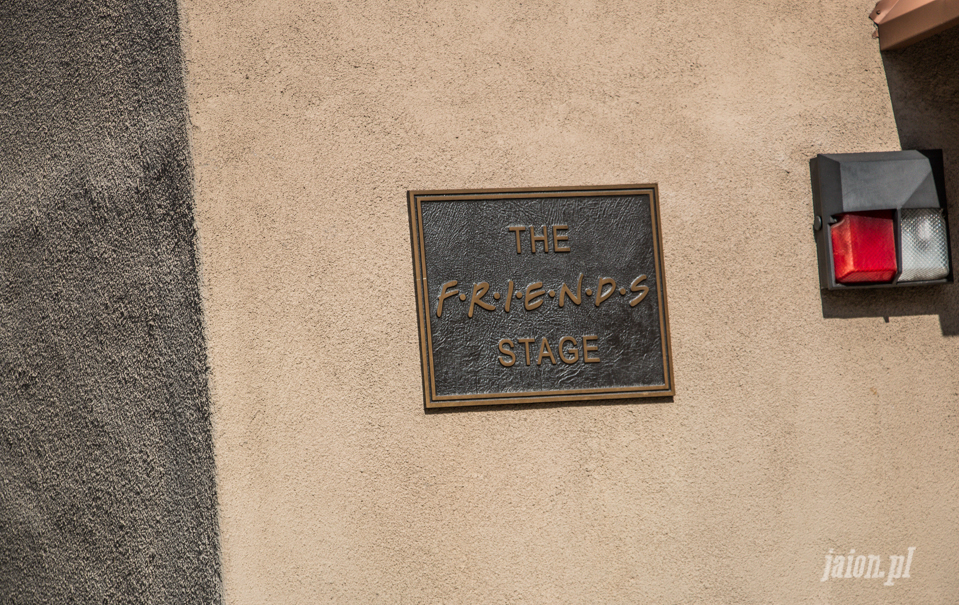 THE
F·R·I·E·N·D·S
STAGE
jaion.pl